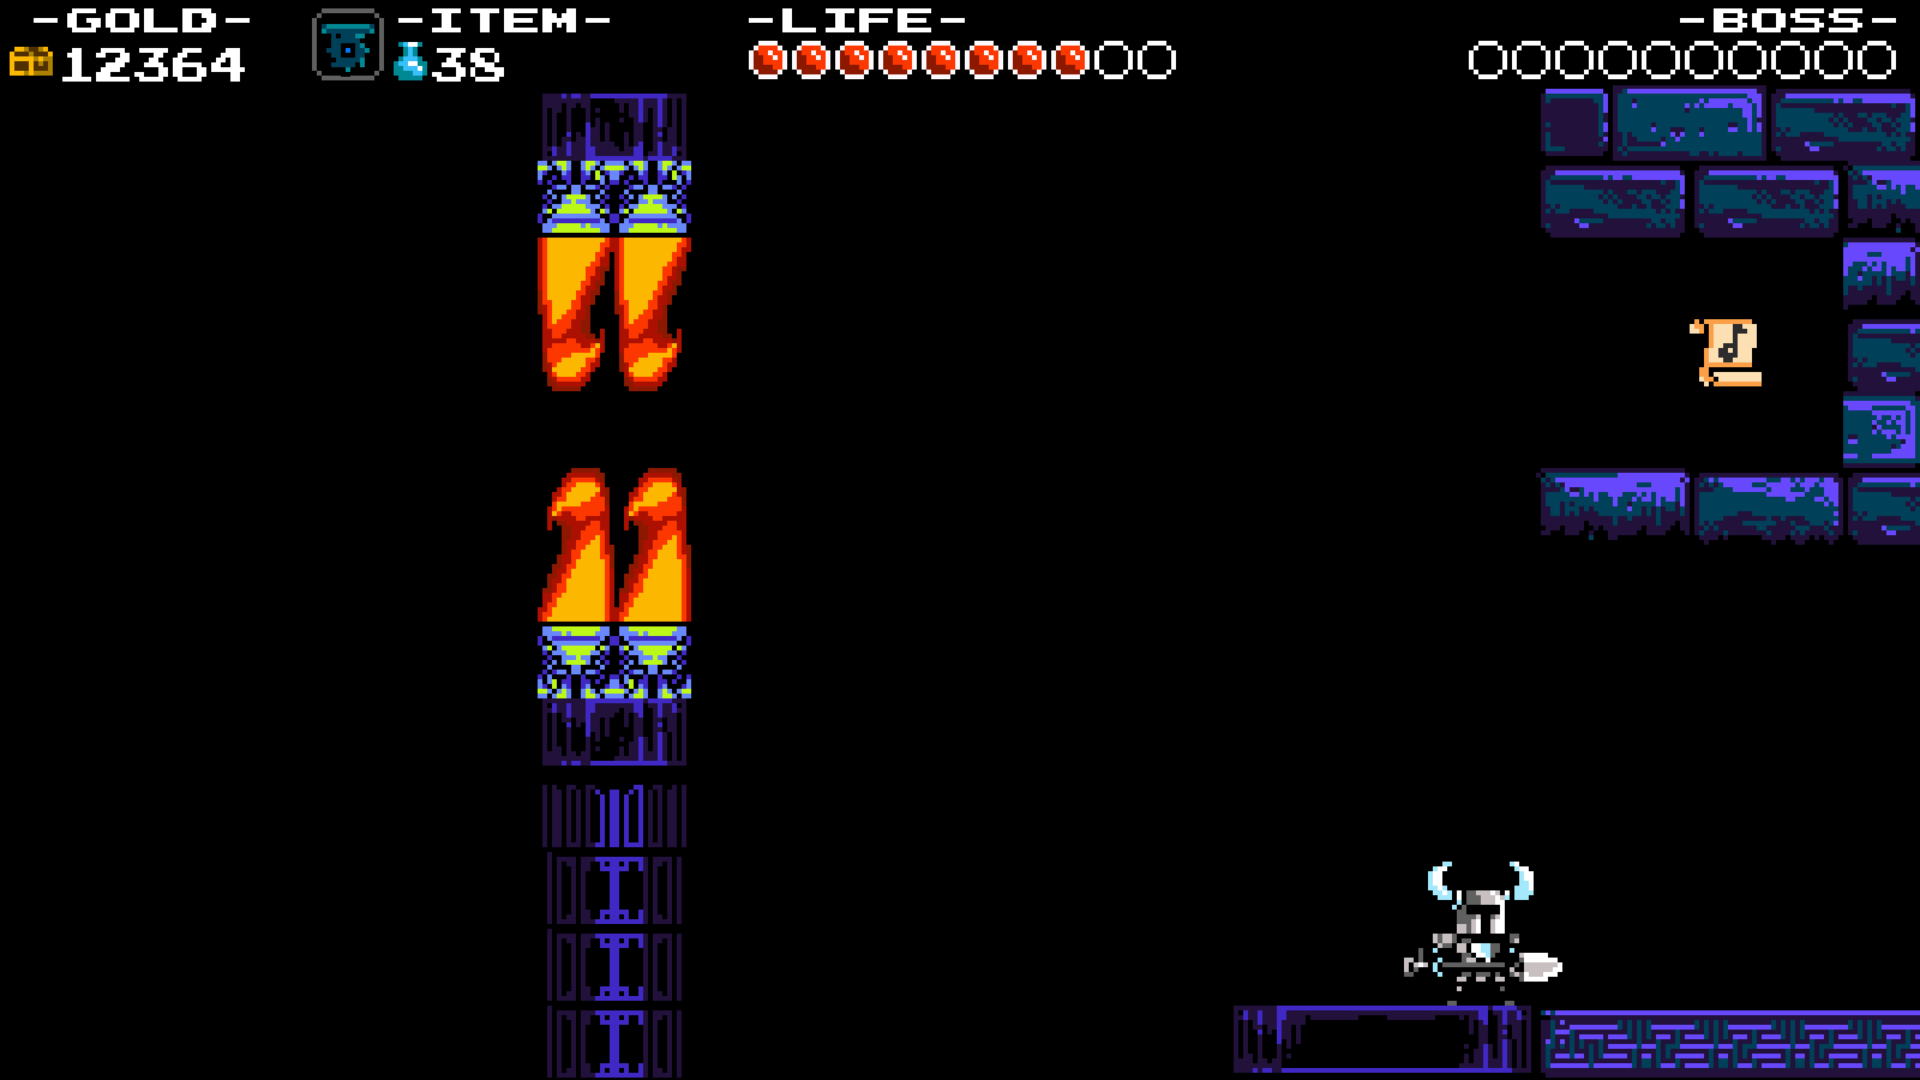 -GOLD-
12364
-ITEM-
38
-LIFE-
-BOSS-